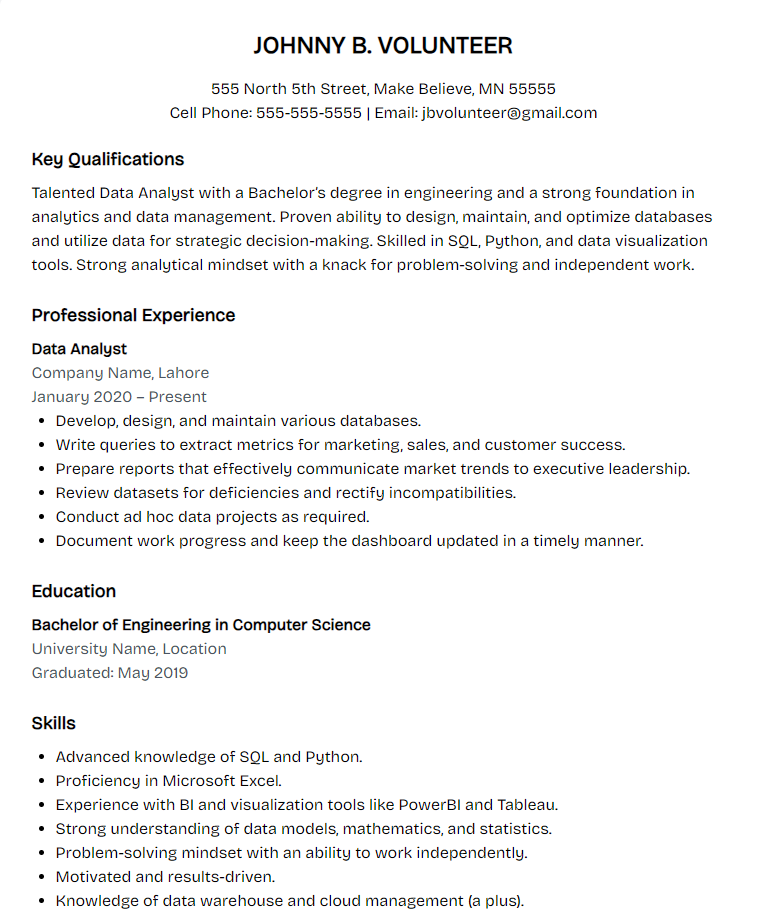 JOHNNY B. VOLUNTEER
555 North 5th Street, Make Believe, MN 55555
Cell Phone: 555-555-5555 | Email: jbvolunteer@gmail.com
Key Qualifications
Talented Data Analyst with a Bachelor's degree in engineering and a strong foundation in
analytics and data management. Proven ability to design, maintain, and optimize databases
and utilize data for strategic decision-making. Skilled in SQL, Python, and data visualization
tools. Strong analytical mindset with a knack for problem-solving and independent work.
Professional Experience
Data Analyst
Company Name, Lahore
January 2020 – Present
• Develop, design, and maintain various databases.
• Write queries to extract metrics for marketing, sales, and customer success.
• Prepare reports that effectively communicate market trends to executive leadership.
• Review datasets for deficiencies and rectify incompatibilities.
• Conduct ad hoc data projects as required.
• Document work progress and keep the dashboard updated in a timely manner.
Education
Bachelor of Engineering in Computer Science
University Name, Location
Graduated: May 2019
Skills
• Advanced knowledge of SQL and Python.
• Proficiency in Microsoft Excel.
• Experience with BI and visualization tools like PowerBI and Tableau.
• Strong understanding of data models, mathematics, and statistics.
• Problem-solving mindset with an ability to work independently.
• Motivated and results-driven.
• Knowledge of data warehouse and cloud management (a plus).